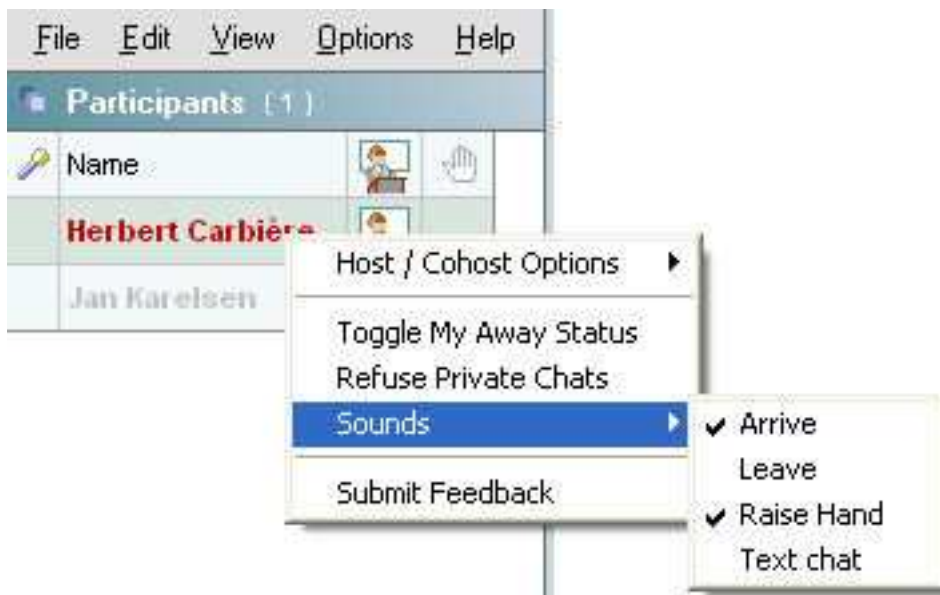 File Edit View Options Help
Participants (1)
Name
Herbert Carbière
Jan Karelsen
Host / Cohost Options
Toggle My Away Status
Refuse Private Chats
Sounds
Submit Feedback
Arrive
Leave
Raise Hand
Text chat